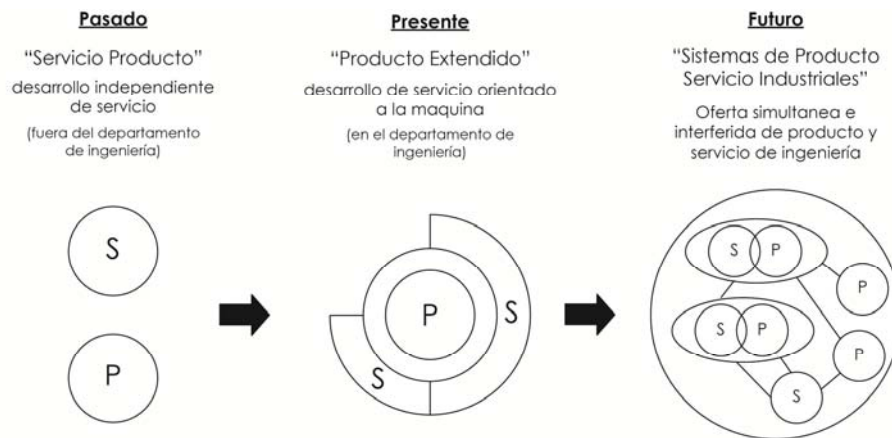 Pasado
"Servicio Producto"
desarrollo independiente
de servicio
(fuera del departamento
de ingeniería)
S
P
Presente
"Producto Extendido"
desarrollo de servicio orientado
a la maquina
(en el departamento de
ingeniería)
P
S
S
Futuro
"Sistemas de Producto
Servicio Industriales"
Oferta simultanea e
interferida de producto y
servicio de ingeniería
S P
P
S P
P
S